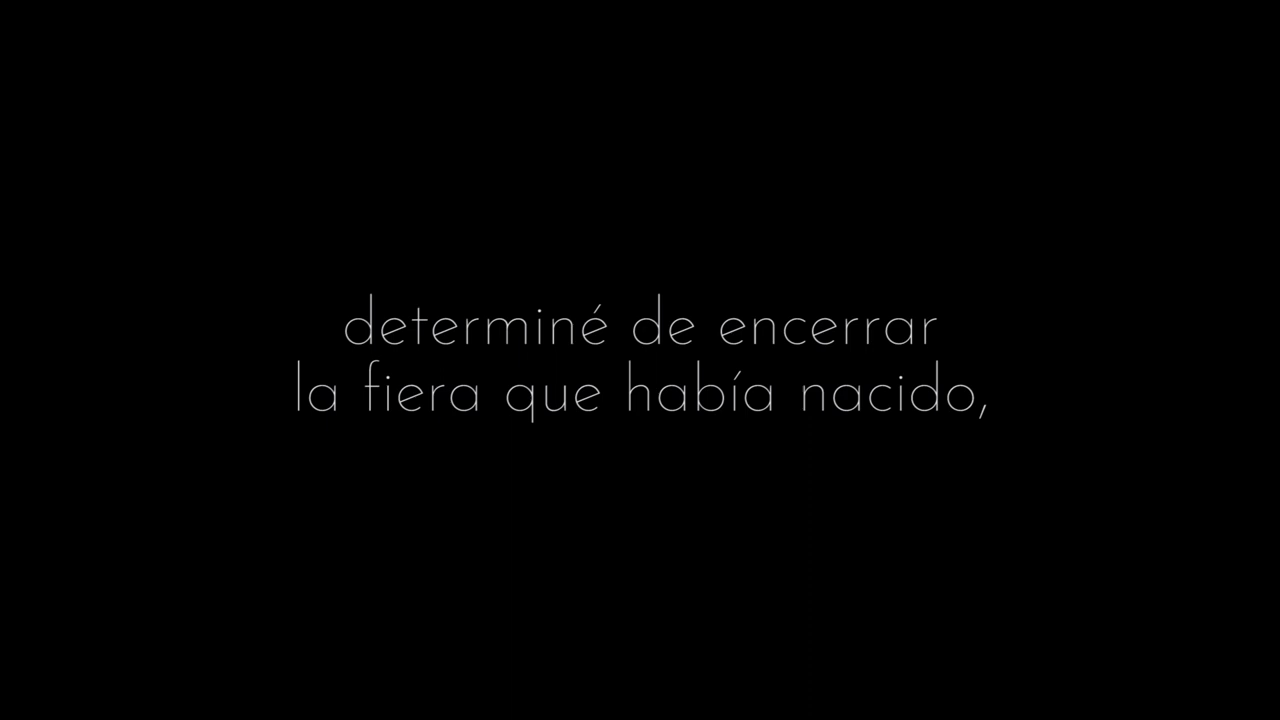 determiné de encerrar
la fiera que había nacido,